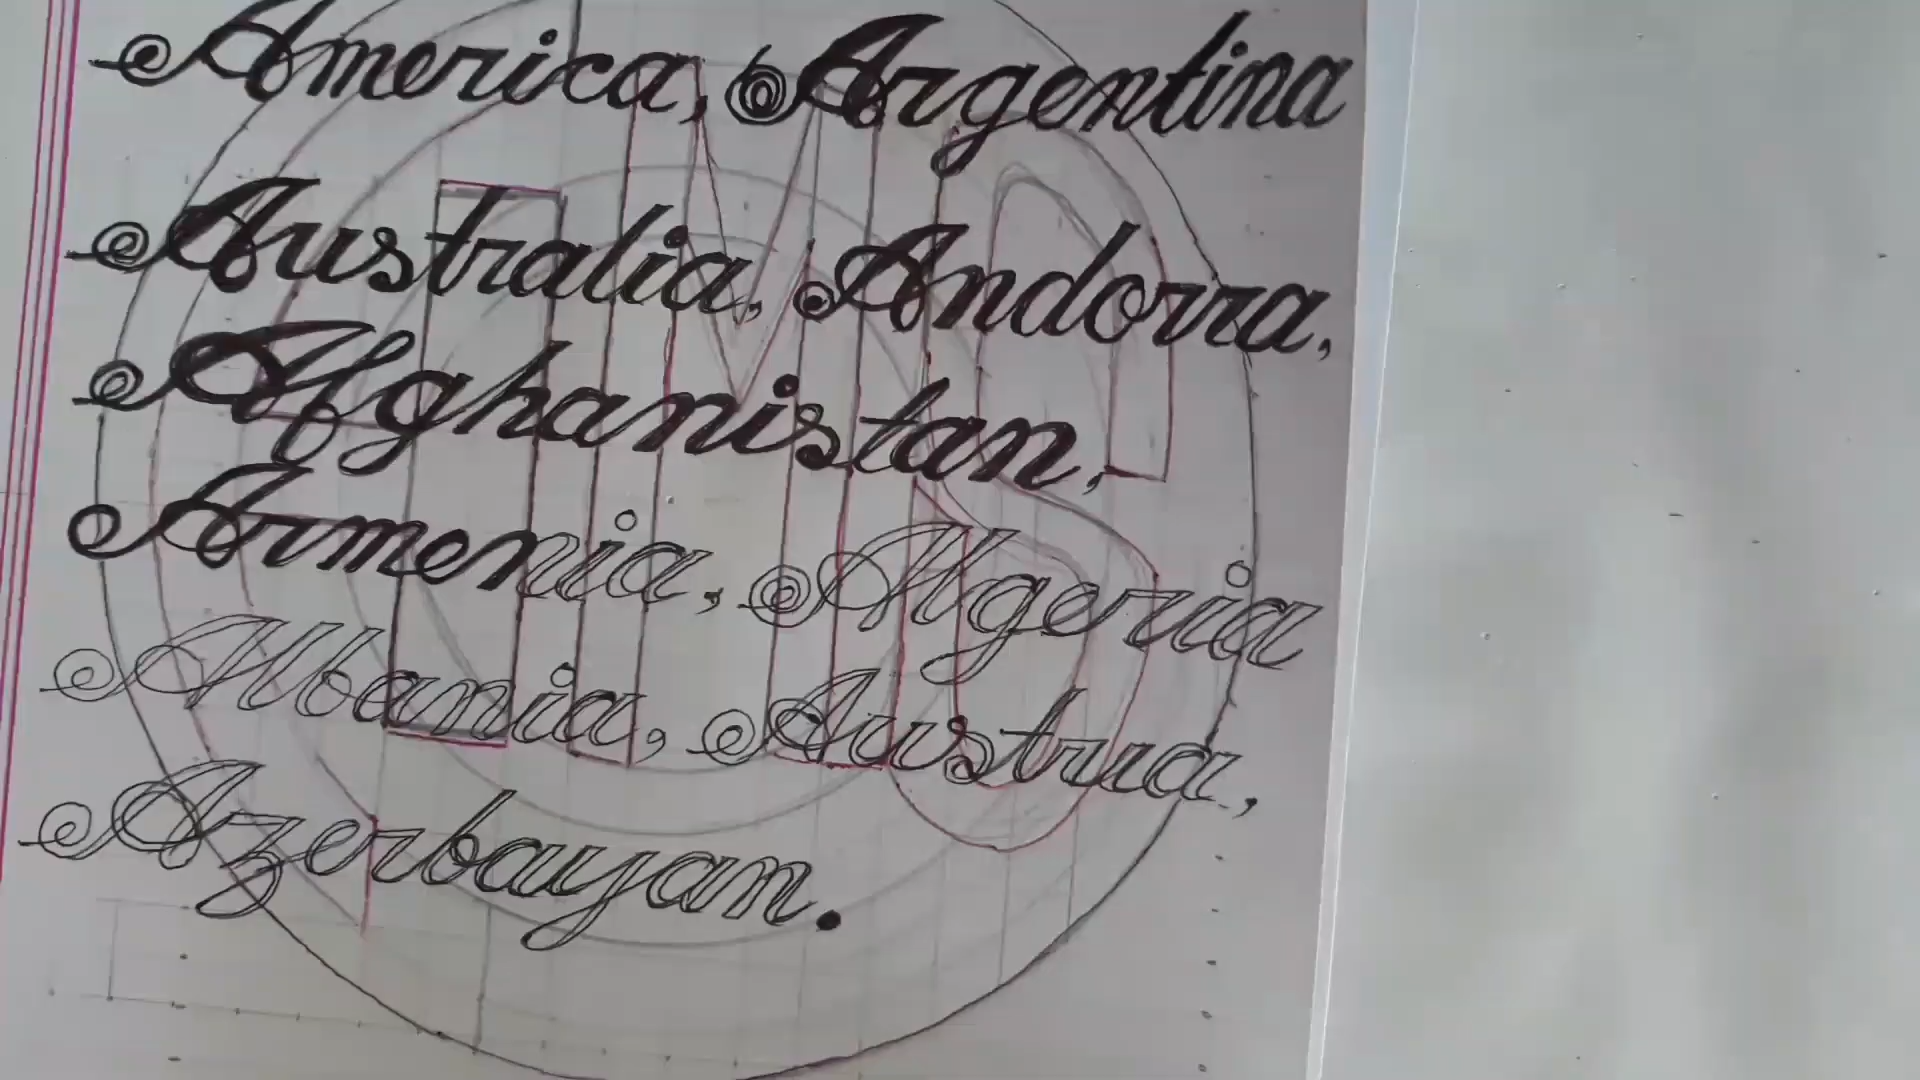 America, Argentina
Australia, Andorra,
Afghanistan,
Armenia, Algeria
Albania, Austria,
Azerbayan.